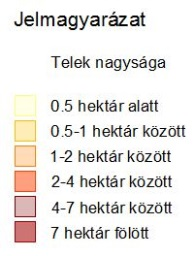 Jelmagyarázat
Telek nagysága
0.5 hektár alatt
0.5-1 hektár között
1-2 hektár között
2-4 hektár között
4-7 hektár között
7 hektár fölött